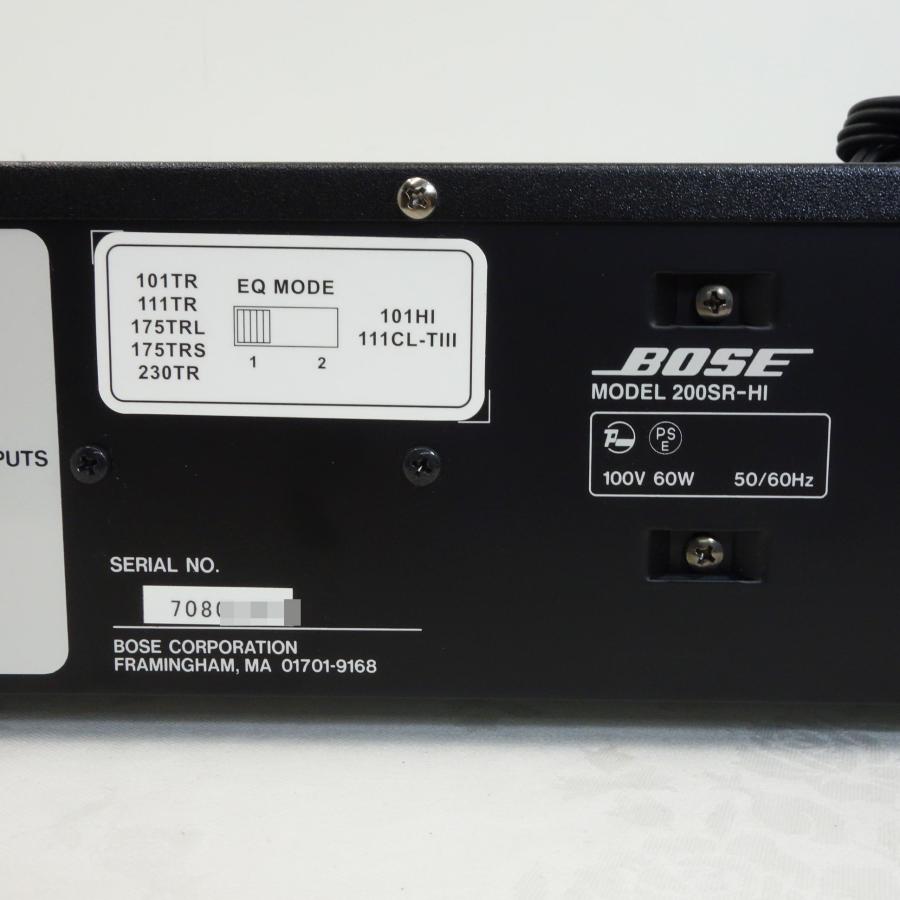 PUTS
101TR
111TR
175TRL
175TRS
230TR
EQ MODE
1 2
101HI
111CL-TIII
BOSE
MODEL 200SR-HI
PS
E
100V 60W 50/60Hz
SERIAL NO.
7080
BOSE CORPORATION
FRAMINGHAM, MA 01701-9168